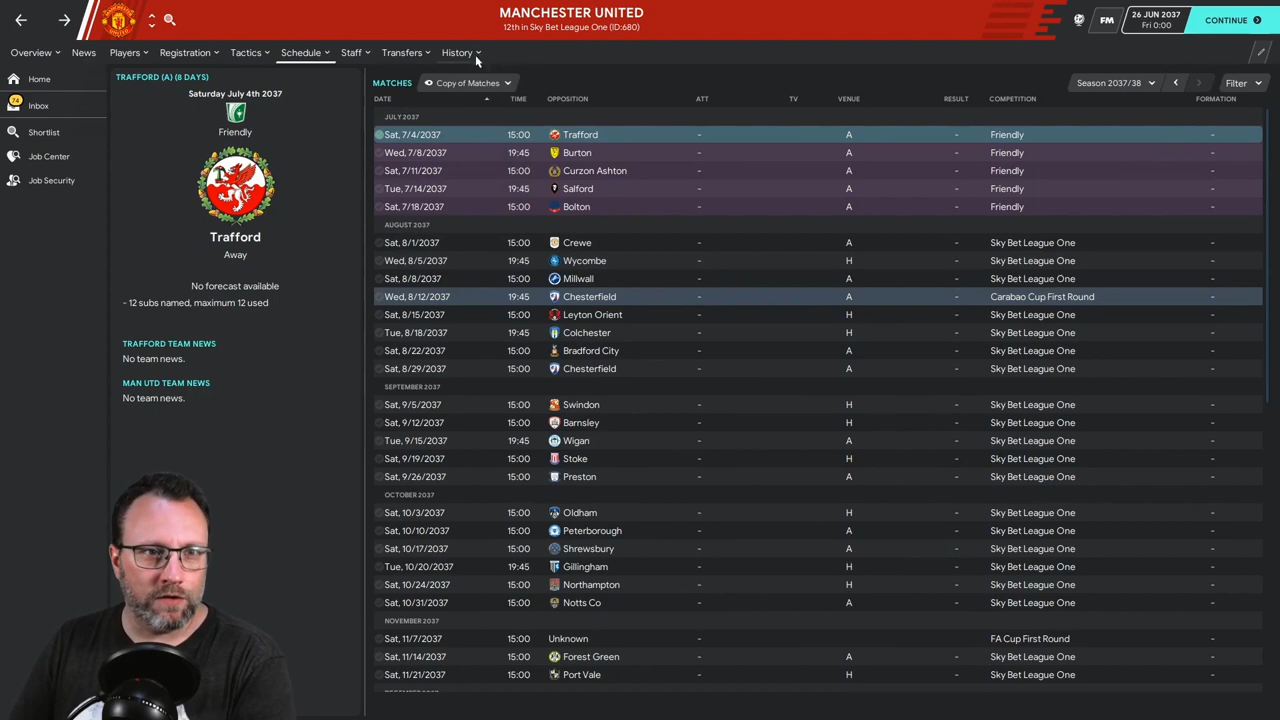 MANCHESTER UNITED
12th in Sky Bet League One (ID:680)
FM
26 JUN 2037
Fri 0:00
CONTINUE
Overview
News
Players
Registration
Tactics
Schedule
Staff
Transfers
History
Home
74
Inbox
Shortlist
Job Center
Job Security
TRAFFORD (A) (8 DAYS)
Saturday July 4th 2037
Friendly
Trafford
Away
No forecast available
- 12 subs named, maximum 12 used
TRAFFORD TEAM NEWS
No team news.
MAN UTD TEAM NEWS
No team news.
MATCHES Copy of Matches Season 2037/38 Filter
DATE TIME OPPOSITION ATT TV VENUE RESULT COMPETITION FORMATION
JULY 2037
Sat, 7/4/2037 15:00 Trafford - A - Friendly -
Wed, 7/8/2037 19:45 Burton - A - Friendly -
Sat, 7/11/2037 15:00 Curzon Ashton - A - Friendly -
Tue, 7/14/2037 19:45 Salford - A - Friendly -
Sat, 7/18/2037 15:00 Bolton - A - Friendly -
AUGUST 2037
Sat, 8/1/2037 15:00 Crewe - A - Sky Bet League One -
Wed, 8/5/2037 19:45 Wycombe - H - Sky Bet League One -
Sat, 8/8/2037 15:00 Millwall - A - Sky Bet League One -
Wed, 8/12/2037 19:45 Chesterfield - A - Carabao Cup First Round -
Sat, 8/15/2037 15:00 Leyton Orient - H - Sky Bet League One -
Tue, 8/18/2037 19:45 Colchester - H - Sky Bet League One -
Sat, 8/22/2037 15:00 Bradford City - A - Sky Bet League One -
Sat, 8/29/2037 15:00 Chesterfield - A - Sky Bet League One -
SEPTEMBER 2037
Sat, 9/5/2037 15:00 Swindon - H - Sky Bet League One -
Sat, 9/12/2037 15:00 Barnsley - H - Sky Bet League One -
Tue, 9/15/2037 19:45 Wigan - A - Sky Bet League One -
Sat, 9/19/2037 15:00 Stoke - H - Sky Bet League One -
Sat, 9/26/2037 15:00 Preston - A - Sky Bet League One -
OCTOBER 2037
Sat, 10/3/2037 15:00 Oldham - H - Sky Bet League One -
Sat, 10/10/2037 15:00 Peterborough - A - Sky Bet League One -
Sat, 10/17/2037 15:00 Shrewsbury - A - Sky Bet League One -
Tue, 10/20/2037 19:45 Gillingham - H - Sky Bet League One -
Sat, 10/24/2037 15:00 Northampton - H - Sky Bet League One -
Sat, 10/31/2037 15:00 Notts Co - A - Sky Bet League One -
NOVEMBER 2037
Sat, 11/7/2037 15:00 Unknown - - FA Cup First Round -
Sat, 11/14/2037 15:00 Forest Green - A - Sky Bet League One -
Sat, 11/21/2037 15:00 Port Vale - H - Sky Bet League One -